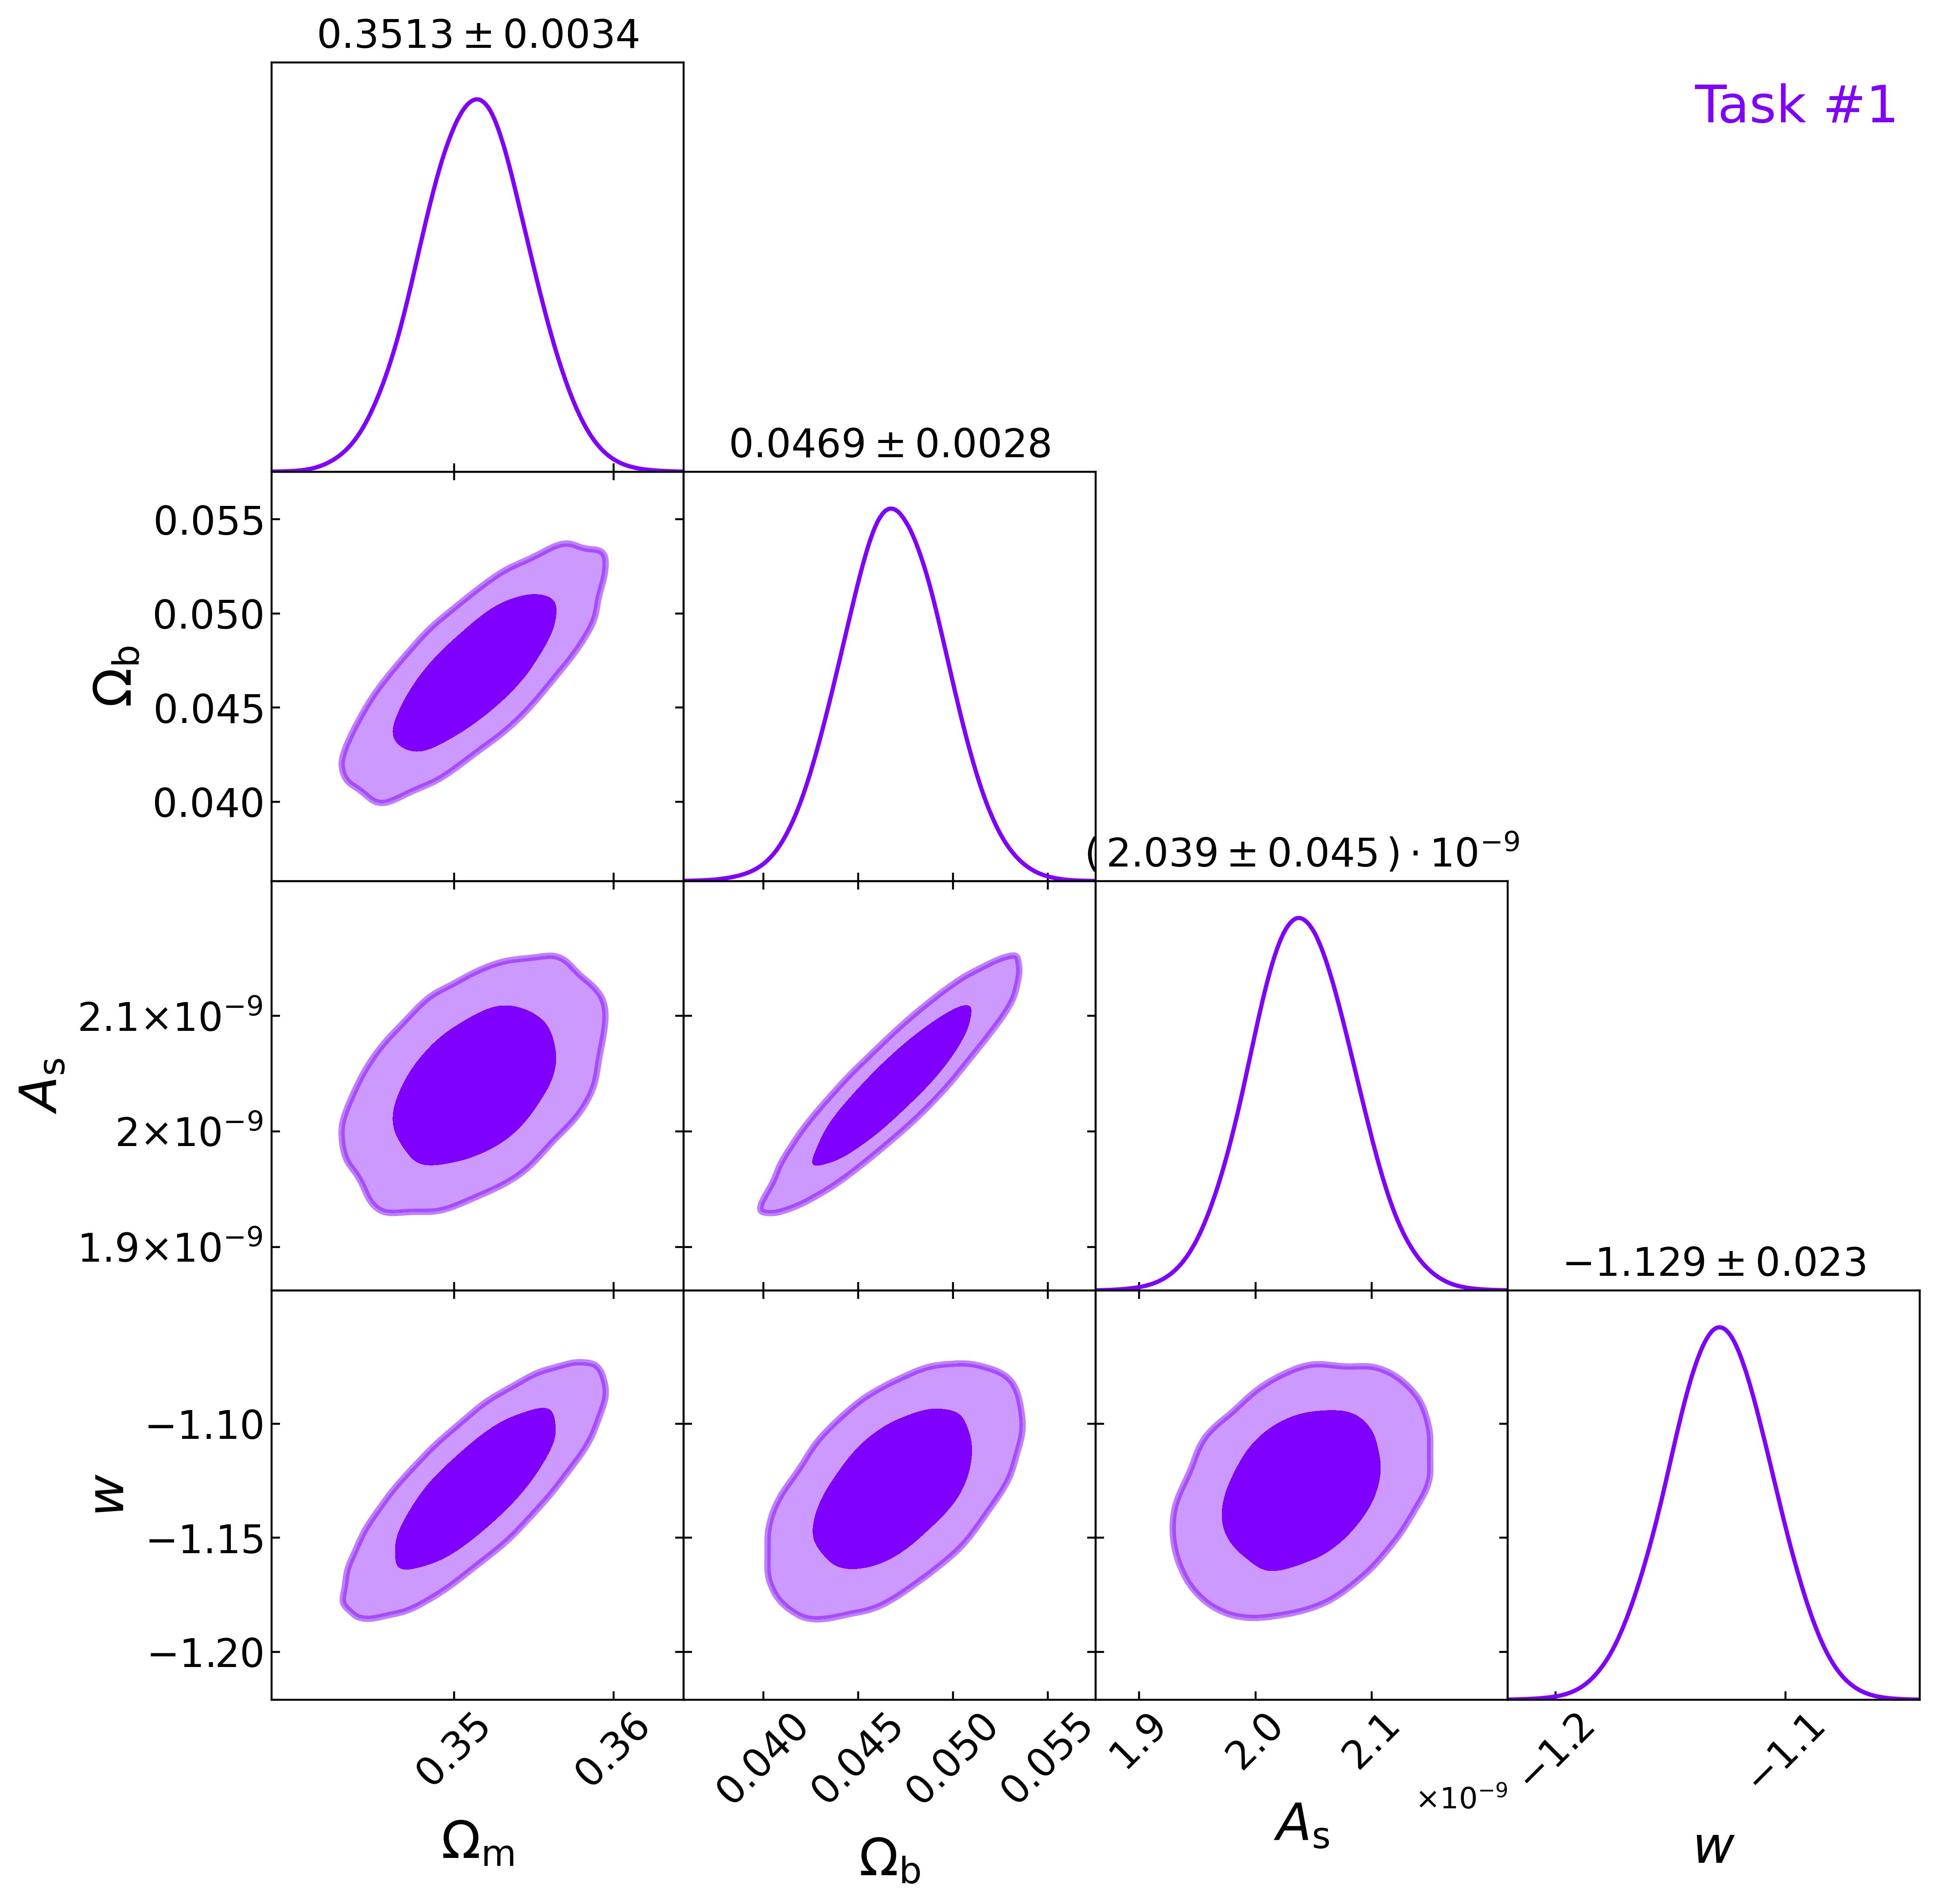 0.3513 ± 0.0034
Task #1
0.0469 ± 0.0028
0.055
0.050
0.045
0.040
Ω_b
(2.039 ± 0.045) · 10⁻⁹
2.1×10⁻⁹
2×10⁻⁹
1.9×10⁻⁹
A_s
−1.129 ± 0.023
−1.10
−1.15
−1.20
w
0.35 0.36
0.040 0.045 0.050 0.055
1.9 2.0 2.1
×10⁻⁹
−1.2 −1.1
Ω_m
Ω_b
A_s
w